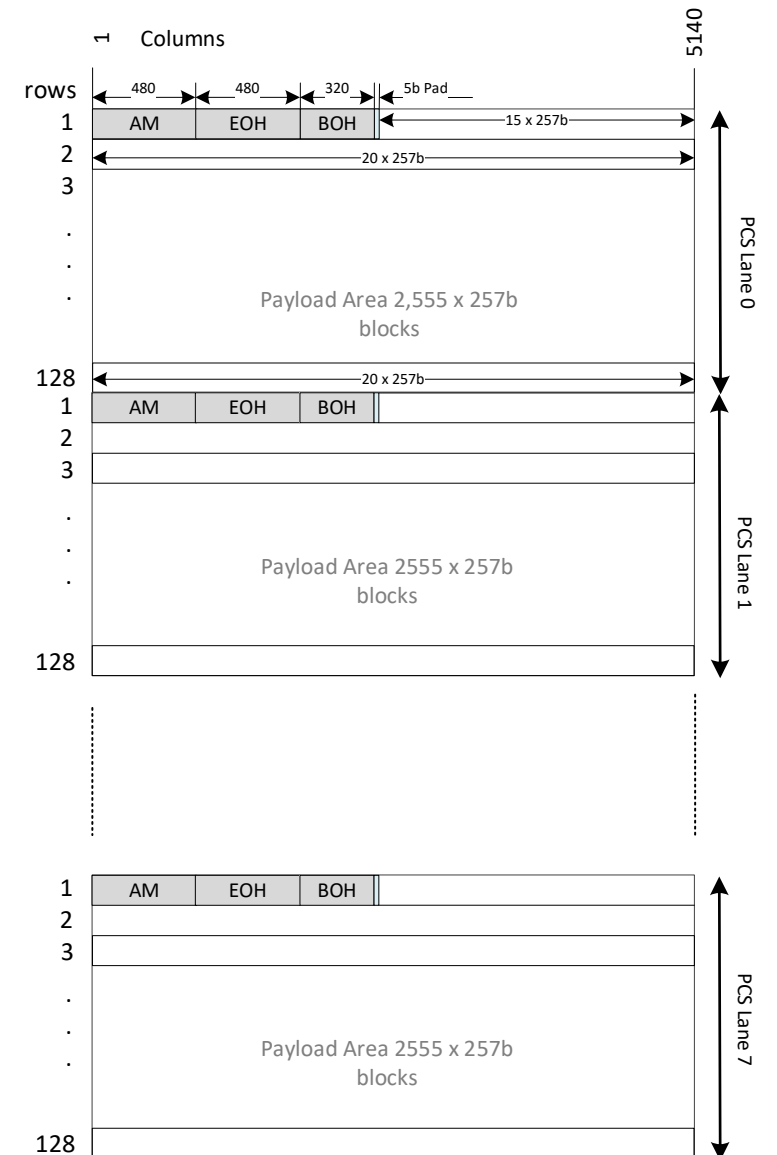 1 Columns 5140
rows 480 480 320 5b Pad
1 AM EOH BOH 15 x 257b
2 20 x 257b
3
.
.
.
PCS Lane 0
Payload Area 2,555 x 257b
blocks
128 20 x 257b
1 AM EOH BOH
2
3
.
.
.
PCS Lane 1
Payload Area 2555 x 257b
blocks
128
1 AM EOH BOH
2
3
.
.
.
PCS Lane 7
Payload Area 2555 x 257b
blocks
128